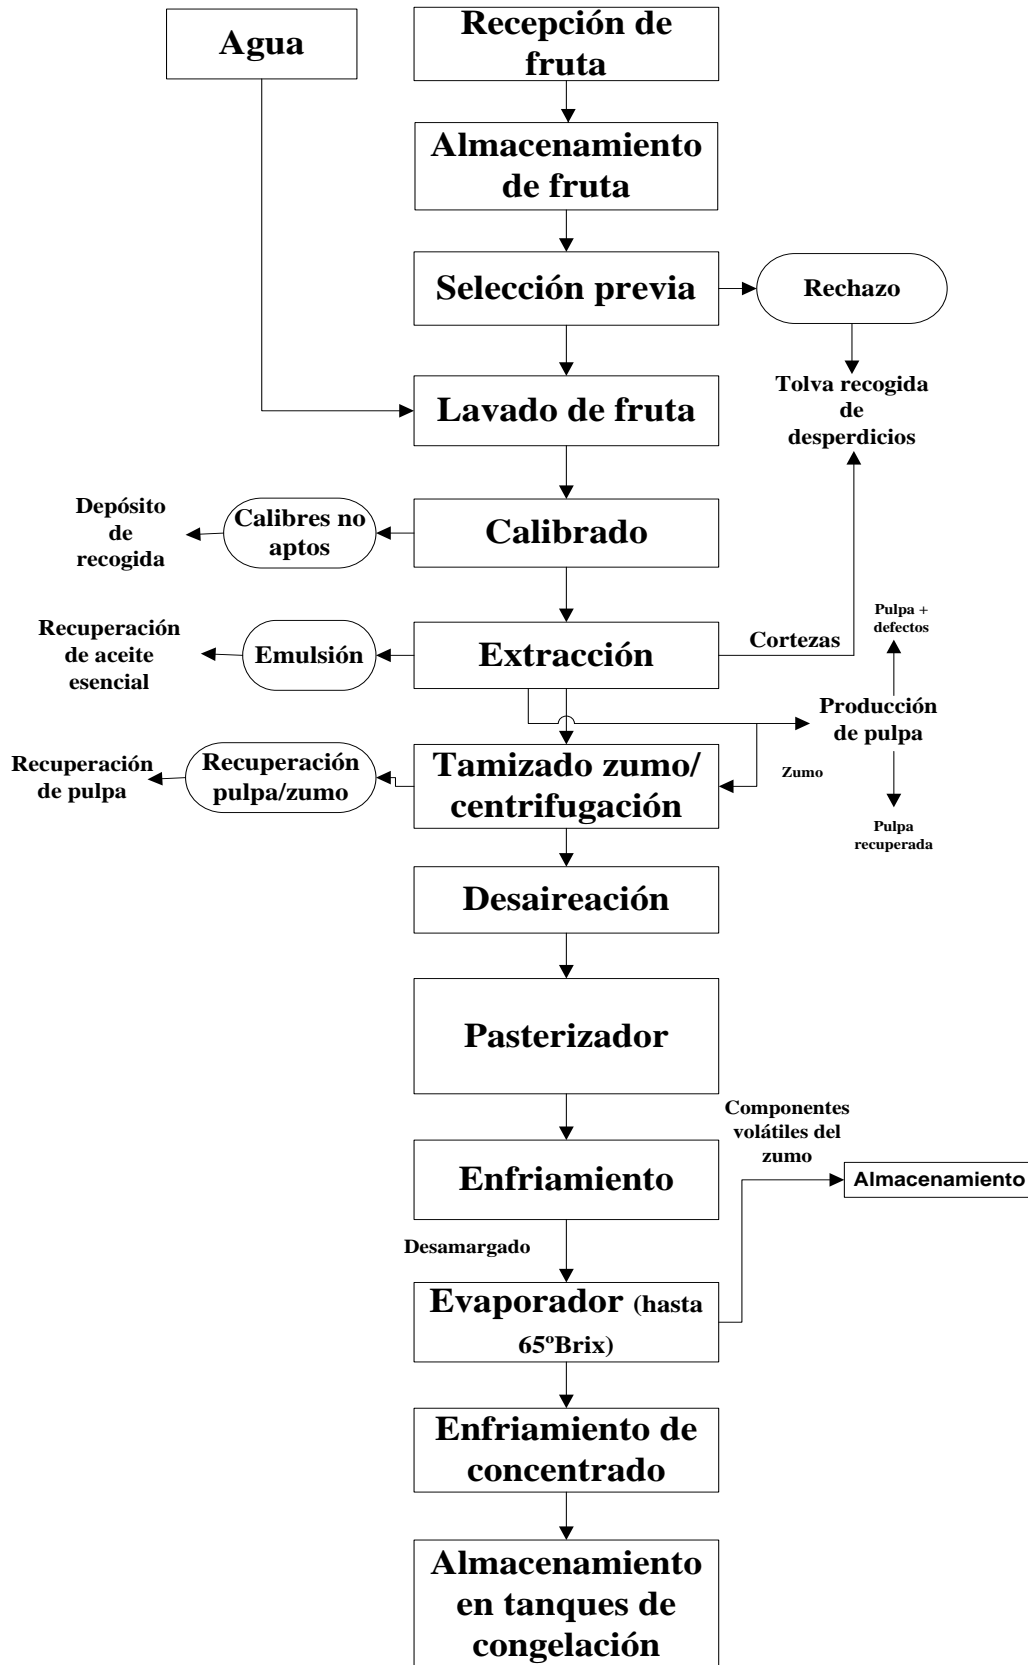 Agua
Recepción de
fruta
Almacenamiento
de fruta
Selección previa
Rechazo
Tolva recogida
de
desperdicios
Lavado de fruta
Depósito
de
recogida
Calibres no
aptos
Calibrado
Pulpa +
defectos
Recuperación
de aceite
esencial
Emulsión
Extracción
Cortezas
Producción
de pulpa
Recuperación
de pulpa
Recuperación
pulpa/zumo
Tamizado zumo/
centrifugación
Zumo
Pulpa
recuperada
Desaireación
Pasterizador
Componentes
volátiles del
zumo
Enfriamiento
Almacenamiento
Desamargado
Evaporador (hasta
65ºBrix)
Enfriamiento de
concentrado
Almacenamiento
en tanques de
congelación